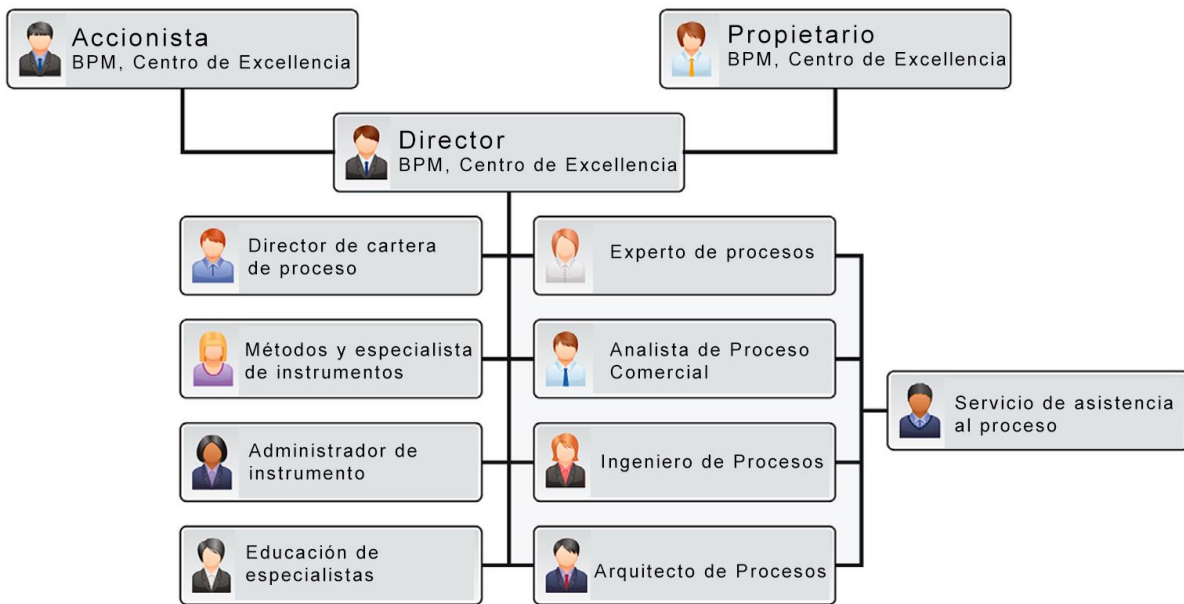 Accionista
BPM, Centro de Excellencia
Propietario
BPM, Centro de Excellencia
Director
BPM, Centro de Excellencia
Director de cartera
de proceso
Experto de procesos
Métodos y especialista
de instrumentos
Analista de Proceso
Comercial
Servicio de asistencia
al proceso
Administrador de
instrumento
Ingeniero de Procesos
Educación de
especialistas
Arquitecto de Procesos